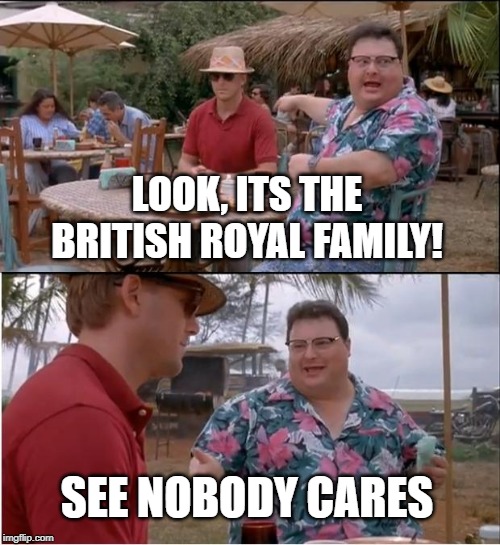 LOOK, ITS THE
BRITISH ROYAL FAMILY!
SEE NOBODY CARES
imgflip.com